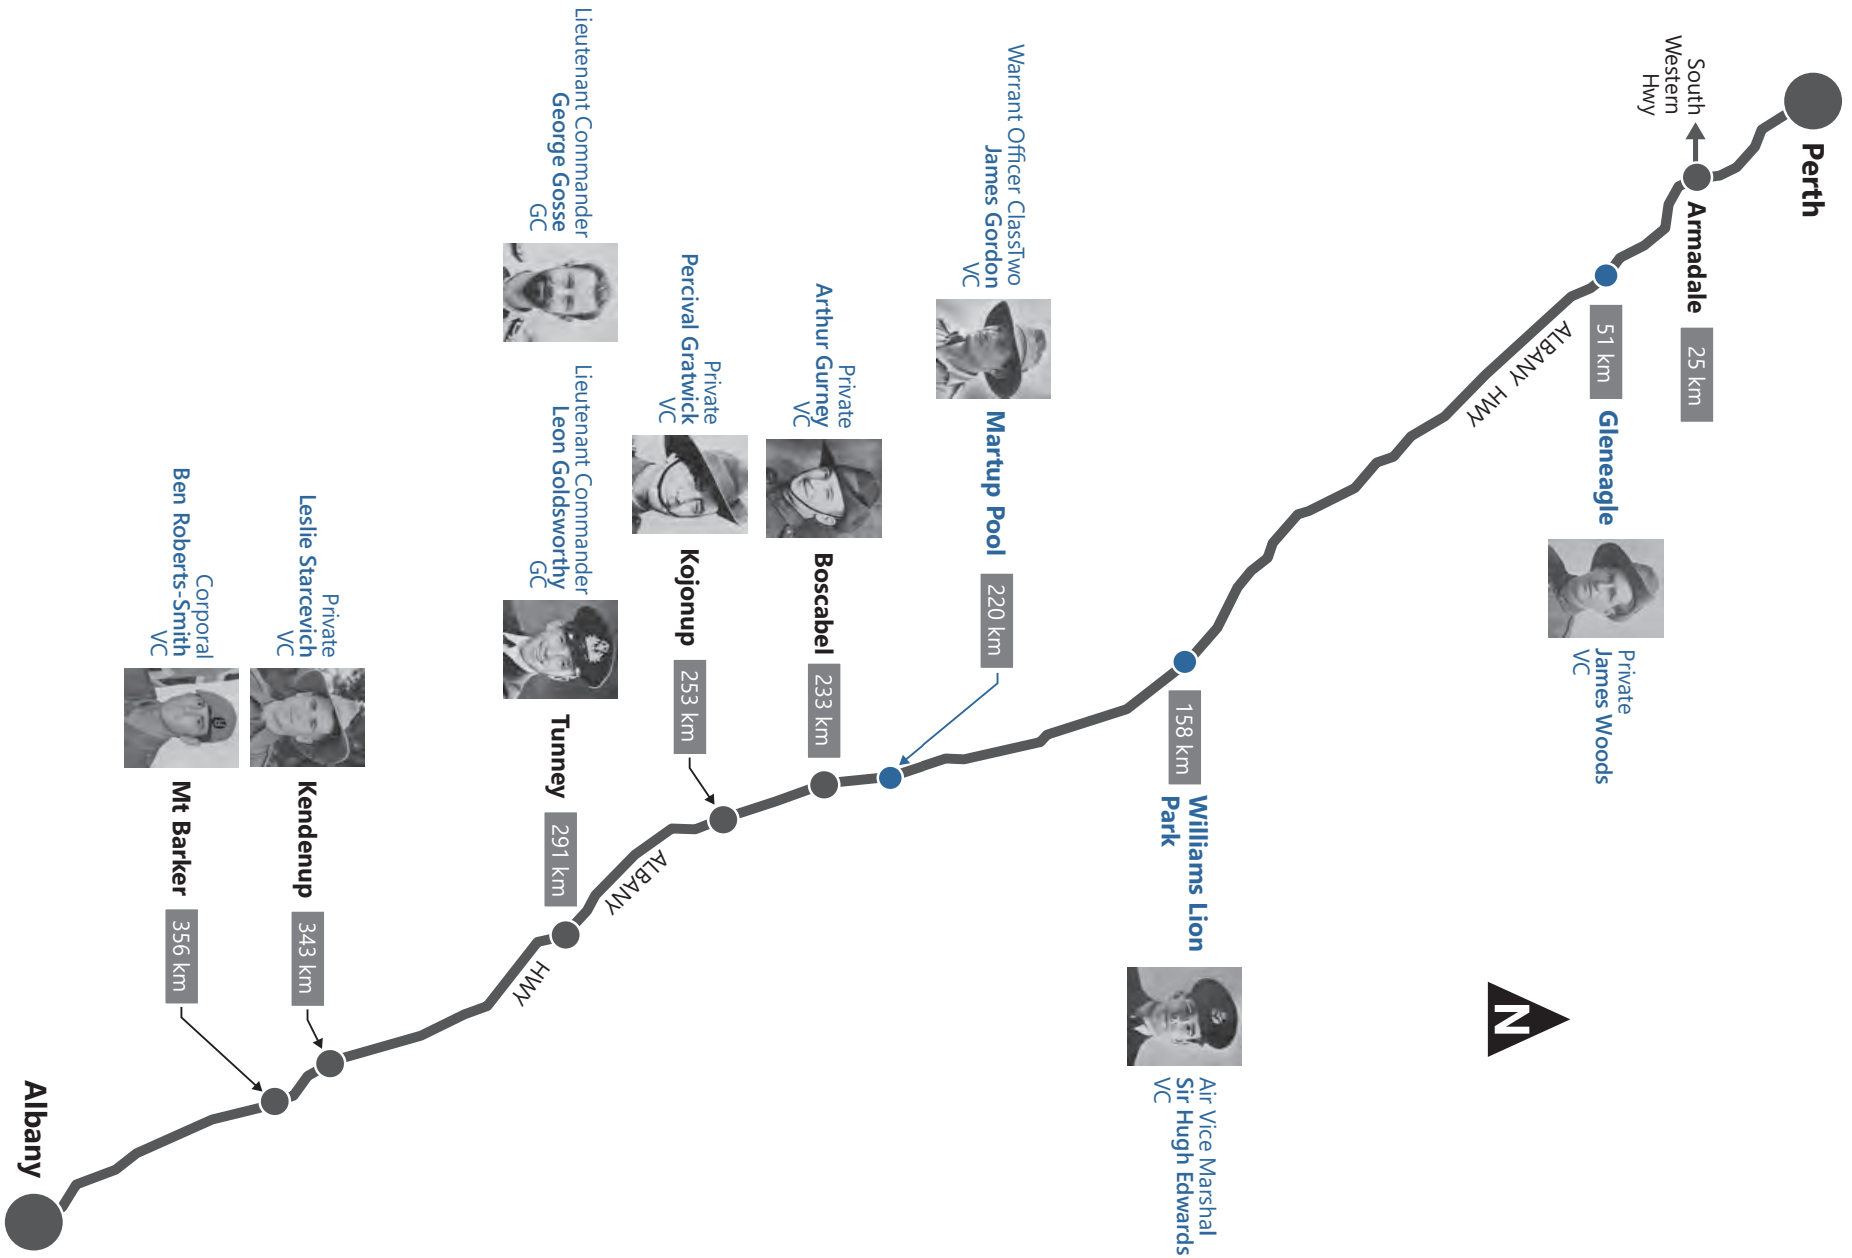 Perth
South
Western
Hwy
Armadale
25 km
51 km
Gleneagle
Private
James Woods
VC
ALBANY HWY
158 km
Williams Lion
Park
Air Vice Marshal
Sir Hugh Edwards
VC
N
Warrant Officer ClassTwo
James Gordon
VC
Martup Pool
220 km
Private
Arthur Gurney
VC
Boscabel
233 km
Private
Percival Gratwick
VC
Kojonup
253 km
ALBANY
HWY
Lieutenant Commander
George Gosse
GC
Lieutenant Commander
Leon Goldsworthy
GC
Tunney
291 km
Private
Leslie Starcevich
VC
Kendenup
343 km
Corporal
Ben Roberts-Smith
VC
Mt Barker
356 km
Albany